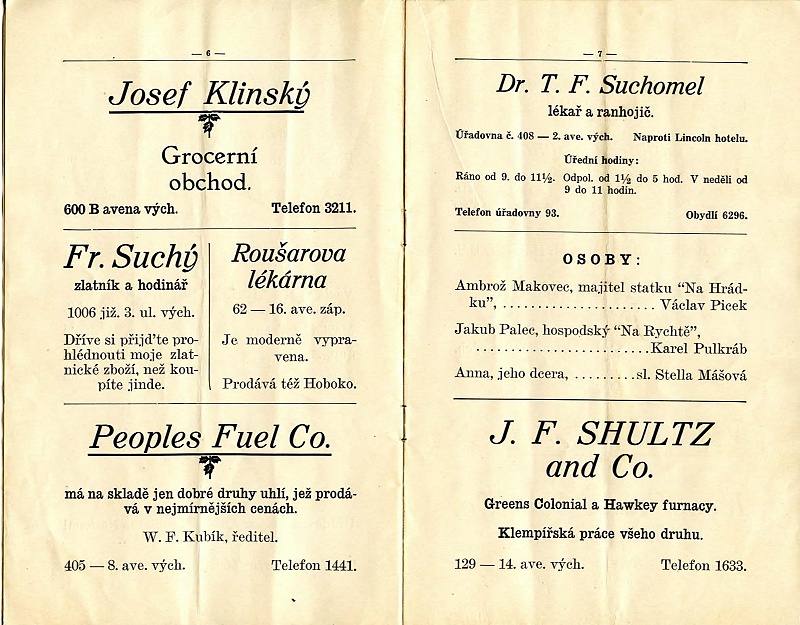 — 6 —
Josef Klinský
Grocerní
obchod.
600 B avena vých. Telefon 3211.
Fr. Suchý
zlatník a hodinář
1006 již. 3. ul. vých.
Dříve si přijd'te pro-
hlédnouti moje zlat-
nické zboží, než kou-
píte jinde.
Roušarova
lékárna
62 — 16. ave. záp.
Je moderně vypra-
vena.
Prodává též Hoboko.
Peoples Fuel Co.
má na skladě jen dobré druhy uhlí, jež prodá-
vá v nejmírnějších cenách.
W. F. Kubík, ředitel.
405 — 8. ave. vých. Telefon 1441.
— 7 —
Dr. T. F. Suchomel
lékař a ranhojič.
Úřadovna č. 408 — 2. ave. vých. Naproti Lincoln hotelu.
Úřední hodiny:
Ráno od 9. do 11½. Odpol. od 1½ do 5 hod. V neděli od
9 do 11 hodin.
Telefon úřadovny 93. Obydlí 6296.
OSOBY:
Ambrož Makovec, majitel statku “Na Hrád-
ku”, . . . . . . . . . . . . . . . . . . . . Václav Picek
Jakub Palec, hospodský “Na Rychtě”,
. . . . . . . . . . . . . . . . . . . . . . . . Karel Pulkráb
Anna, jeho dcera, . . . . . . . . . sl. Stella Mášová
J. F. SHULTZ
and Co.
Greens Colonial a Hawkey furnacy.
Klempířská práce všeho druhu.
129 — 14. ave. vých. Telefon 1633.